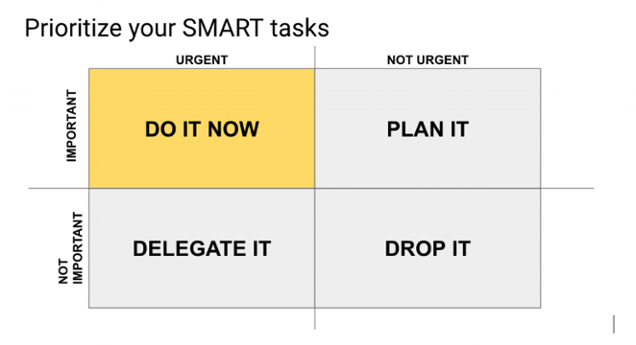 Prioritize your SMART tasks
URGENT
NOT URGENT
IMPORTANT
DO IT NOW
PLAN IT
NOT
IMPORTANT
DELEGATE IT
DROP IT